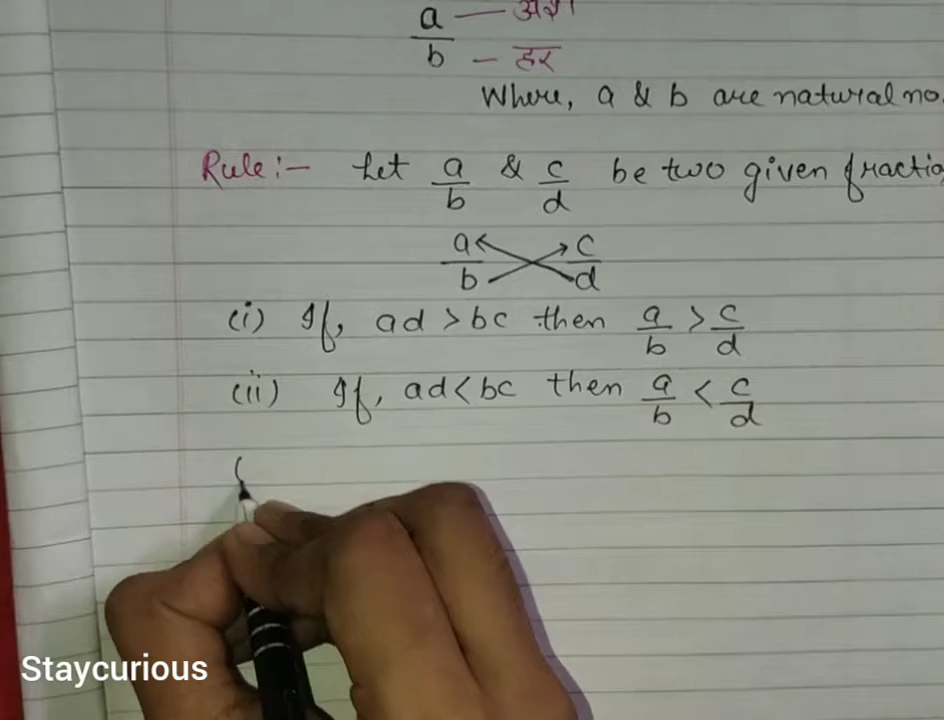 a — अंश
b – हर
Where, a & b are natural no.
Rule:- Let a/b & c/d be two given fractio
a/b c/d
(i) If, ad > bc then a/b > c/d
(ii) If, ad < bc then a/b < c/d
(
Staycurious